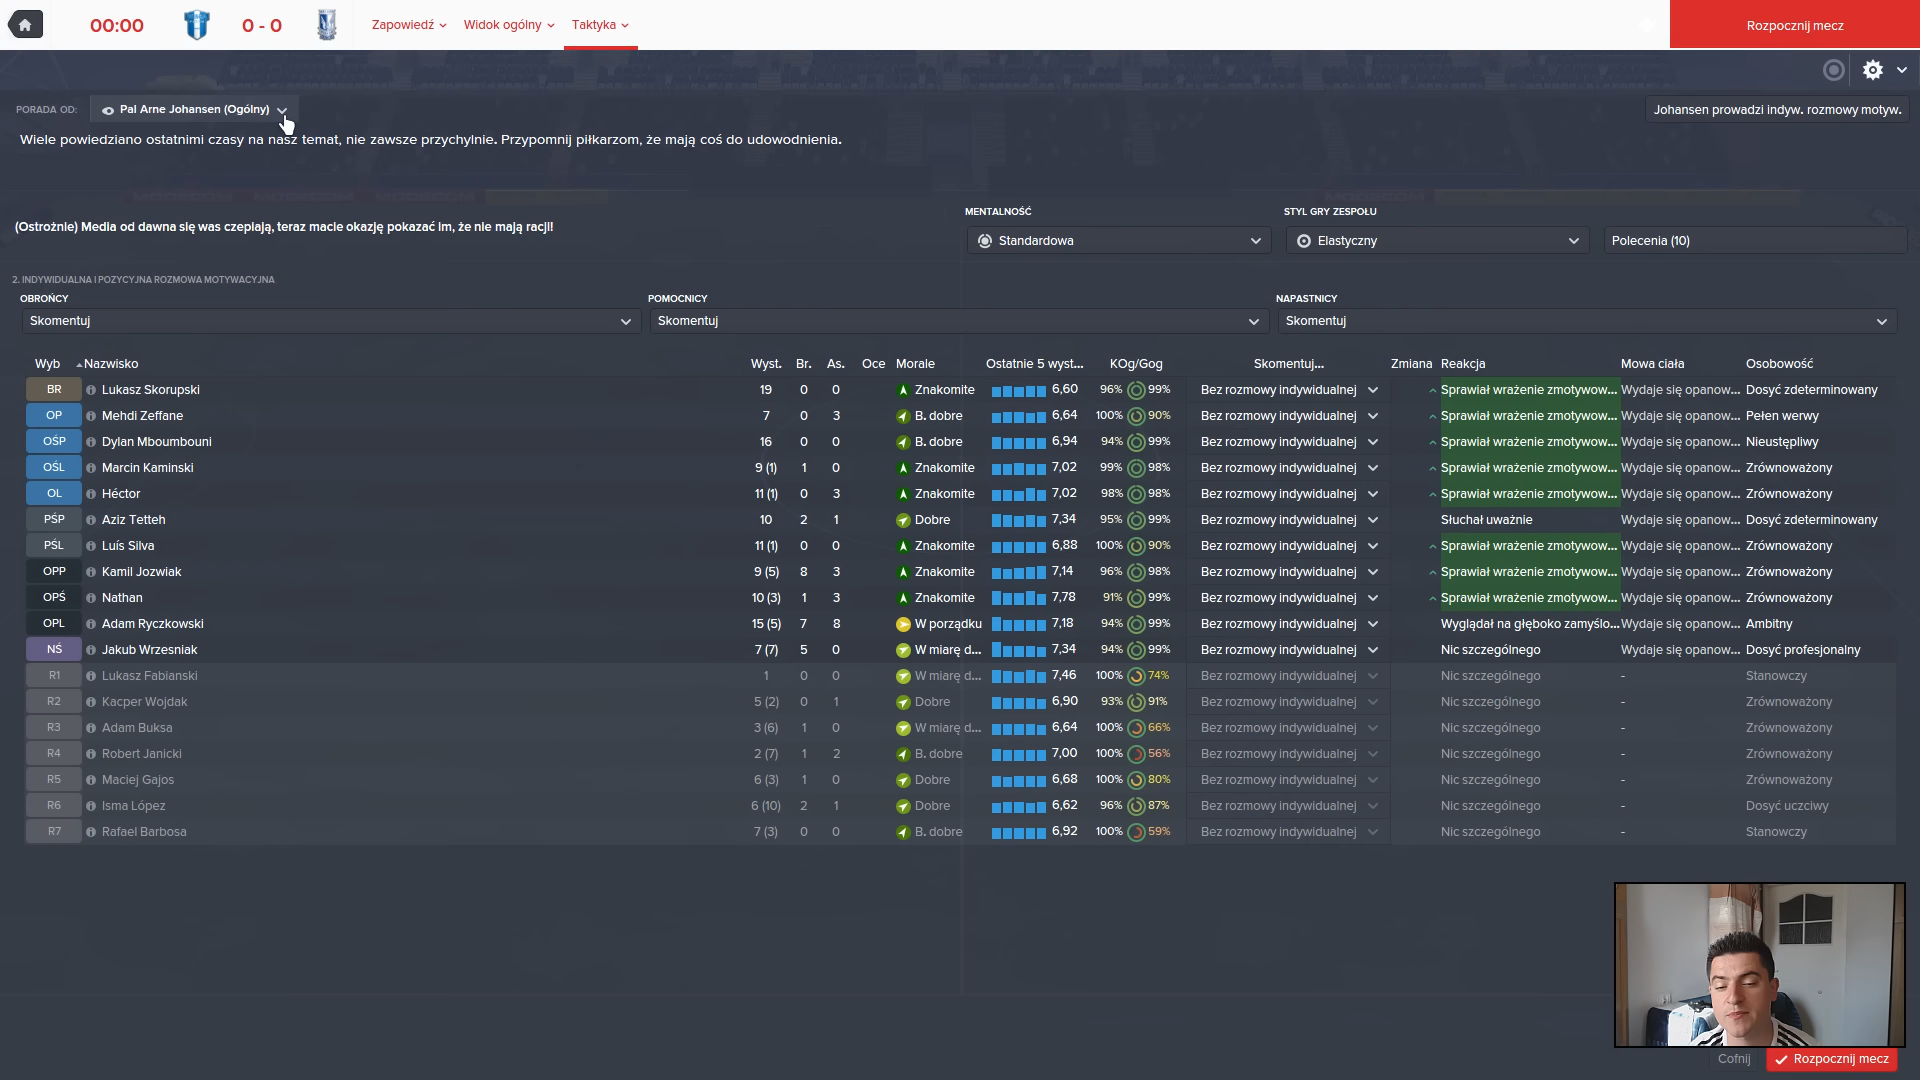 00:00 0 - 0 Zapowiedź Widok ogólny Taktyka Rozpocznij mecz
PORADA OD: Pal Arne Johansen (Ogólny) Johansen prowadzi indyw. rozmowy motyw.
Wiele powiedziano ostatnimi czasy na nasz temat, nie zawsze przychylnie. Przypomnij piłkarzom, że mają coś do udowodnienia.
MENTALNOŚĆ STYL GRY ZESPOŁU
(Ostrożnie) Media od dawna się was czepiają, teraz macie okazję pokazać im, że nie mają racji!
Standardowa Elastyczny Polecenia (10)
2. INDYWIDUALNA I POZYCYJNA ROZMOWA MOTYWACYJNA
OBROŃCY POMOCNICY NAPASTNICY
Skomentuj Skomentuj Skomentuj
Wyb Nazwisko Wyst. Br. As. Oce Morale Ostatnie 5 wyst... KOg/Gog Skomentuj... Zmiana Reakcja Mowa ciała Osobowość
BR Lukasz Skorupski 19 0 0 Znakomite 6,60 96% 99% Bez rozmowy indywidualnej Sprawiał wrażenie zmotywow... Wydaje się opanow... Dosyć zdeterminowany
OP Mehdi Zeffane 7 0 3 B. dobre 6,64 100% 90% Bez rozmowy indywidualnej Sprawiał wrażenie zmotywow... Wydaje się opanow... Pełen werwy
OŚP Dylan Mboumbouni 16 0 0 B. dobre 6,94 94% 99% Bez rozmowy indywidualnej Sprawiał wrażenie zmotywow... Wydaje się opanow... Nieustępliwy
OŚL Marcin Kaminski 9 (1) 1 0 Znakomite 7,02 99% 98% Bez rozmowy indywidualnej Sprawiał wrażenie zmotywow... Wydaje się opanow... Zrównoważony
OL Héctor 11 (1) 0 3 Znakomite 7,02 98% 98% Bez rozmowy indywidualnej Sprawiał wrażenie zmotywow... Wydaje się opanow... Zrównoważony
PŚP Aziz Tetteh 10 2 1 Dobre 7,34 95% 99% Bez rozmowy indywidualnej Słuchał uważnie Wydaje się opanow... Dosyć zdeterminowany
PŚL Luís Silva 11 (1) 0 0 Znakomite 6,88 100% 90% Bez rozmowy indywidualnej Sprawiał wrażenie zmotywow... Wydaje się opanow... Zrównoważony
OPP Kamil Jozwiak 9 (5) 8 3 Znakomite 7,14 96% 98% Bez rozmowy indywidualnej Sprawiał wrażenie zmotywow... Wydaje się opanow... Zrównoważony
OPŚ Nathan 10 (3) 1 3 Znakomite 7,78 91% 99% Bez rozmowy indywidualnej Sprawiał wrażenie zmotywow... Wydaje się opanow... Zrównoważony
OPL Adam Ryczkowski 15 (5) 7 8 W porządku 7,18 94% 99% Bez rozmowy indywidualnej Wyglądał na głęboko zamyślo... Wydaje się opanow... Ambitny
NŚ Jakub Wrzesniak 7 (7) 5 0 W miarę d... 7,34 94% 99% Bez rozmowy indywidualnej Nic szczególnego Wydaje się opanow... Dosyć profesjonalny
R1 Lukasz Fabianski 1 0 0 W miarę d... 7,46 100% 74% Bez rozmowy indywidualnej Nic szczególnego - Stanowczy
R2 Kacper Wojdak 5 (2) 0 1 Dobre 6,90 93% 91% Bez rozmowy indywidualnej Nic szczególnego - Zrównoważony
R3 Adam Buksa 3 (6) 1 0 W miarę d... 6,64 100% 66% Bez rozmowy indywidualnej Nic szczególnego - Zrównoważony
R4 Robert Janicki 2 (7) 1 2 B. dobre 7,00 100% 56% Bez rozmowy indywidualnej Nic szczególnego - Zrównoważony
R5 Maciej Gajos 6 (3) 1 0 Dobre 6,68 100% 80% Bez rozmowy indywidualnej Nic szczególnego - Zrównoważony
R6 Isma López 6 (10) 2 1 Dobre 6,62 96% 87% Bez rozmowy indywidualnej Nic szczególnego - Dosyć uczciwy
R7 Rafael Barbosa 7 (3) 0 0 B. dobre 6,92 100% 59% Bez rozmowy indywidualnej Nic szczególnego - Stanowczy
Cofnij Rozpocznij mecz